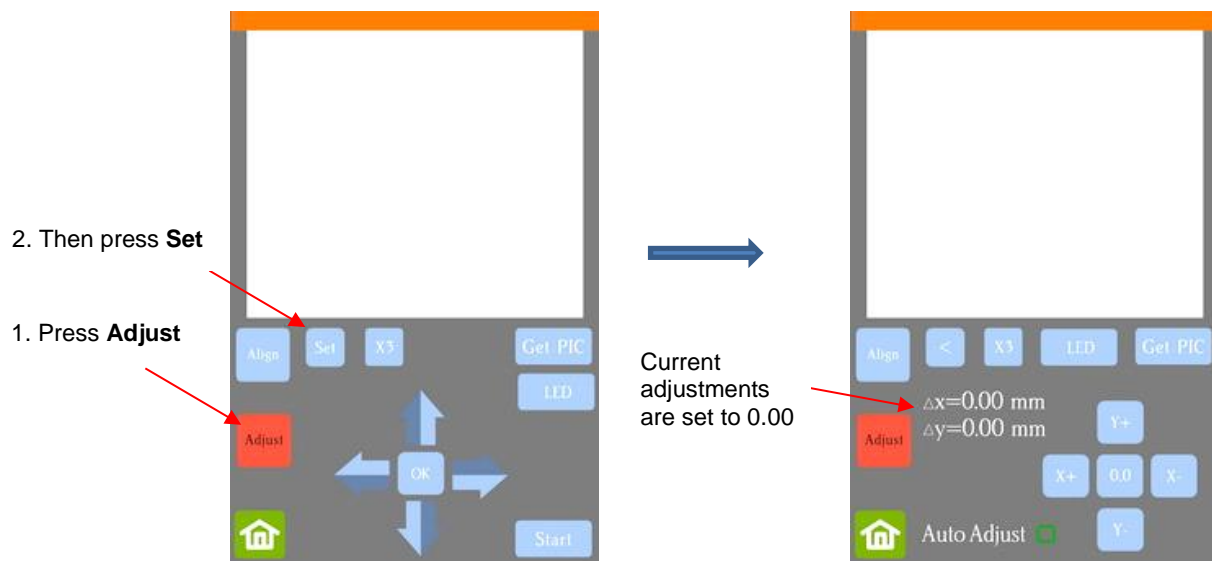 2. Then press Set
1. Press Adjust
Align
Set
X3
Get PIC
LED
Adjust
OK
Start
Current
adjustments
are set to 0.00
Align
<
X3
LED
Get PIC
△x=0.00 mm
△y=0.00 mm
Adjust
Y+
X+
0.0
X-
Y-
Auto Adjust